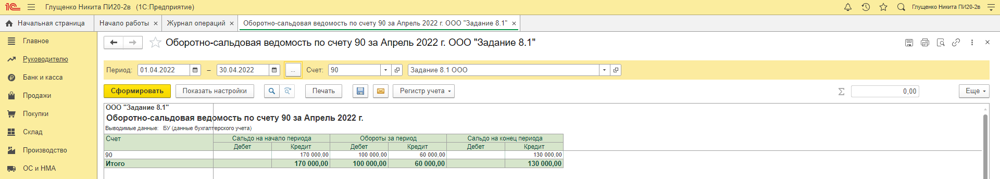 1С Глущенко Никита ПИ20-2в (1С:Предприятие) Глущенко Никита ПИ20-2в
Начальная страница Начало работы × Журнал операций × Оборотно-сальдовая ведомость по счету 90 за Апрель 2022 г. ООО "Задание 8.1" ×
Главное
Руководителю
Банк и касса
Продажи
Покупки
Склад
Производство
ОС и НМА
Оборотно-сальдовая ведомость по счету 90 за Апрель 2022 г. ООО "Задание 8.1"
Период: 01.04.2022 – 30.04.2022 ... Счет: 90 Задание 8.1 ООО
Сформировать Показать настройки Печать Регистр учета Σ 0,00 Еще
ООО "Задание 8.1"
Оборотно-сальдовая ведомость по счету 90 за Апрель 2022 г.
Выводимые данные: БУ (данные бухгалтерского учета)
Счет Сальдо на начало периода Обороты за период Сальдо на конец периода
Дебет Кредит Дебет Кредит Дебет Кредит
90 170 000,00 100 000,00 60 000,00 130 000,00
Итого 170 000,00 100 000,00 60 000,00 130 000,00